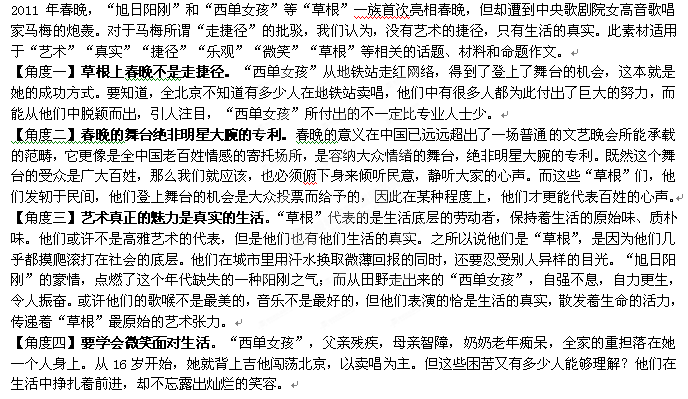 2011 年春晚，“旭日阳刚”和“西单女孩”等“草根”一族首次亮相春晚，但却遭到中央歌剧院女高音歌唱
家马梅的炮轰。对于马梅所谓“走捷径”的批驳，我们认为，没有艺术的捷径，只有生活的真实。此素材适用
于“艺术”“真实”“捷径”“乐观”“微笑”“草根”等相关的话题、材料和命题作文。
【角度一】草根上春晚不是走捷径。“西单女孩”从地铁站走红网络，得到了登上了舞台的机会，这本就是
她的成功方式。要知道，全北京不知道有多少人在地铁站卖唱，他们中有很多人都为此付出了巨大的努力，而
能从他们中脱颖而出，引人注目，“西单女孩”所付出的不一定比专业人士少。
【角度二】春晚的舞台绝非明星大腕的专利。春晚的意义在中国已远远超出了一场普通的文艺晚会所能承载
的范畴，它更像是全中国老百姓情感的寄托场所，是容纳大众情绪的舞台，绝非明星大腕的专利。既然这个舞
台的受众是广大百姓，那么我们就应该，也必须俯下身来倾听民意，静听大家的心声。而这些“草根”们，他
们发轫于民间，他们登上舞台的机会是大众投票而给予的，因此在某种程度上，他们才更能代表百姓的心声。
【角度三】艺术真正的魅力是真实的生活。“草根”代表的是生活底层的劳动者，保持着生活的原始味、质朴
味。他们或许不是高雅艺术的代表，但是他们也有他们生活的真实。之所以说他们是“草根”，是因为他们几
乎都摸爬滚打在社会的底层。他们在城市里用汗水换取微薄回报的同时，还要忍受别人异样的目光。“旭日阳
刚”的豪情，点燃了这个年代缺失的一种阳刚之气；而从田野走出来的“西单女孩”，自强不息，自力更生，
令人振奋。或许他们的歌喉不是最美的，音乐不是最好的，但他们表演的恰是生活的真实，散发着生命的活力，
传递着“草根”最原始的艺术张力。
【角度四】要学会微笑面对生活。“西单女孩”，父亲残疾，母亲智障，奶奶老年痴呆，全家的重担落在她
一个人身上。从 16 岁开始，她就背上吉他闯荡北京，以卖唱为主。但这些困苦又有多少人能够理解？他们在
生活中挣扎着前进，却不忘露出灿烂的笑容。